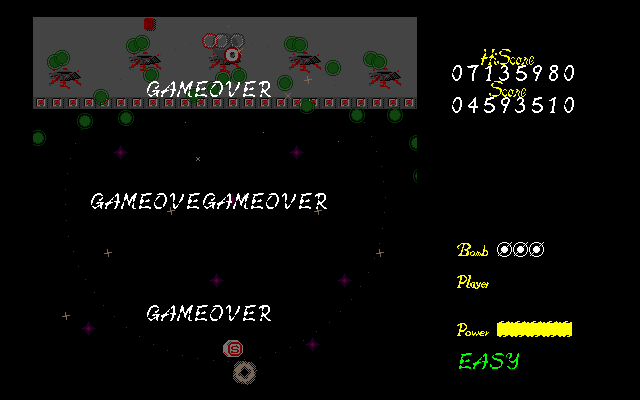 HiScore
07135980
Score
04593510
GAMEOVER
GAMEOVEGAMEOVER
Bomb
Player
GAMEOVER
Power
S
EASY